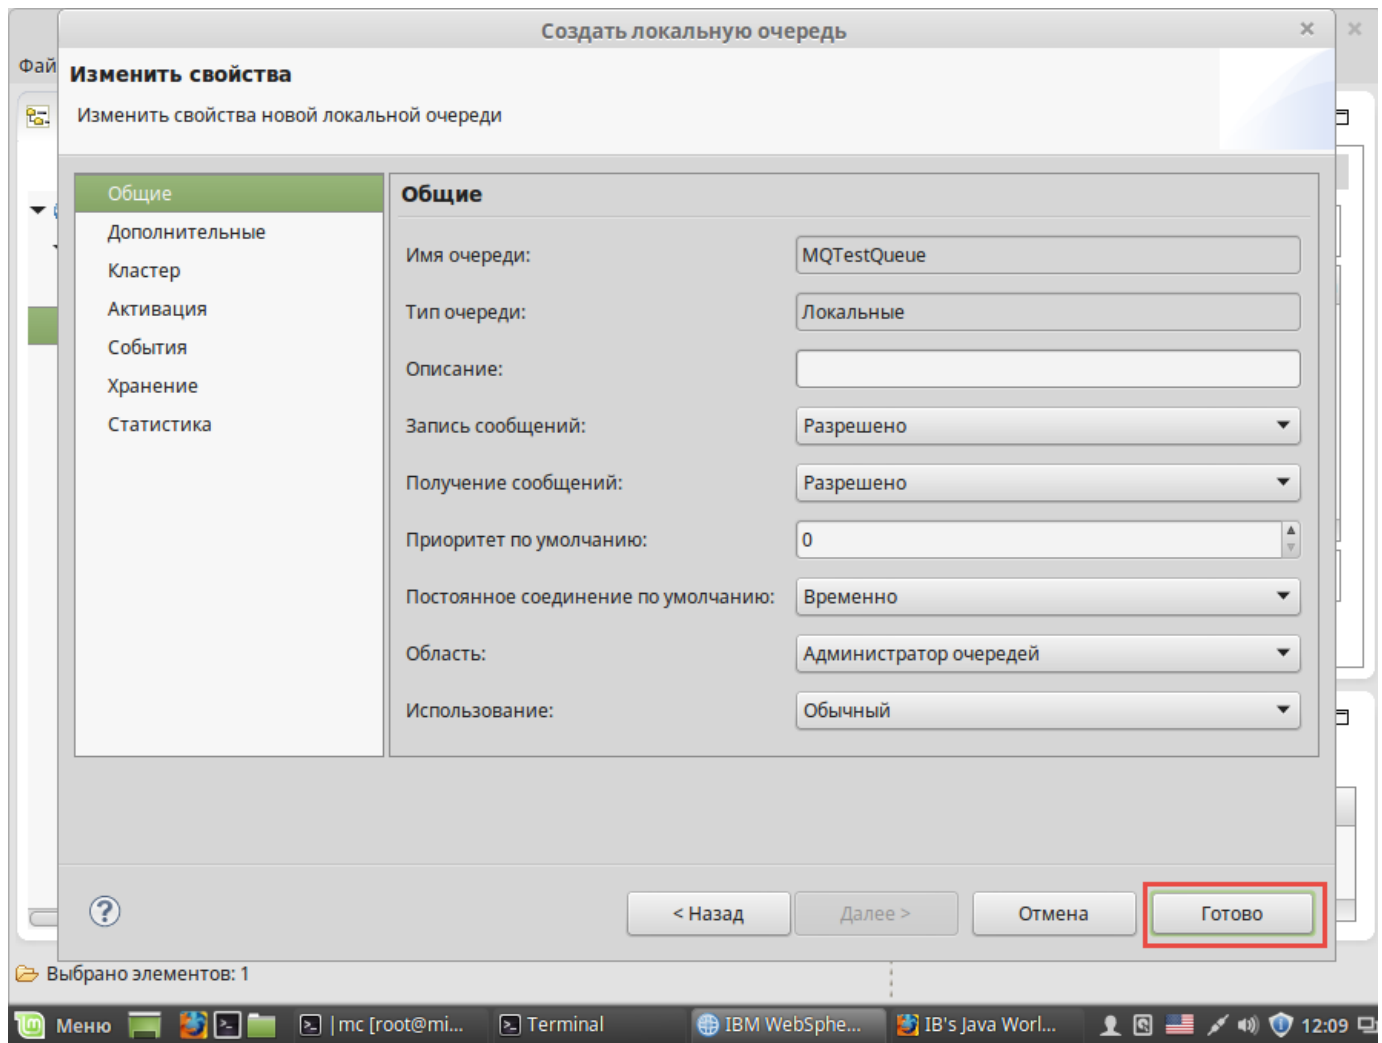 Создать локальную очередь
Фай
Изменить свойства
Изменить свойства новой локальной очереди
Общие
Дополнительные
Кластер
Активация
События
Хранение
Статистика
Общие
Имя очереди: MQTestQueue
Тип очереди: Локальные
Описание:
Запись сообщений: Разрешено
Получение сообщений: Разрешено
Приоритет по умолчанию: 0
Постоянное соединение по умолчанию: Временно
Область: Администратор очередей
Использование: Обычный
? < Назад Далее > Отмена Готово
Выбрано элементов: 1
Меню | mc [root@mi... Terminal IBM WebSphe... IB's Java Worl... 12:09